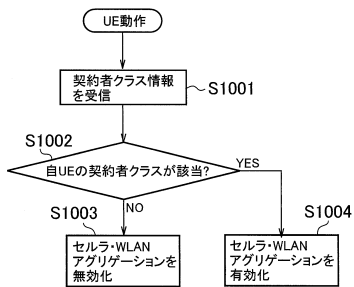 UE動作
契約者クラス情報
を受信
S1001
S1002
自UEの契約者クラスが該当?
YES
NO
S1003
セルラ・WLAN
アグリゲーションを
無効化
S1004
セルラ・WLAN
アグリゲーションを
有効化